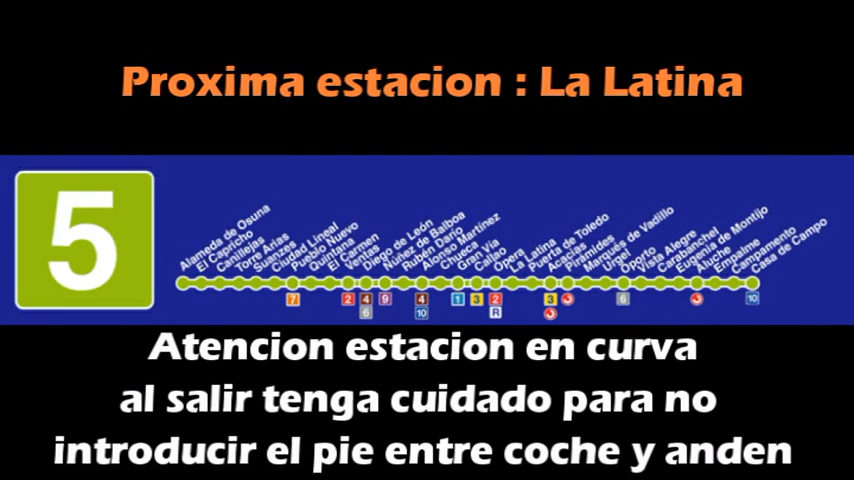 Proxima estacion : La Latina
5
Alameda de Osuna
El Capricho
Canillejas
Torre Arias
Suanzes
Ciudad Lineal
Pueblo Nuevo
Quintana
El Carmen
Ventas
Diego de León
Núñez de Balboa
Rubén Darío
Alonso Martínez
Chueca
Gran Vía
Callao
Opera
La Latina
Puerta de Toledo
Acacias
Pirámides
Marqués de Vadillo
Urgel
Oporto
Vista Alegre
Carabanchel
Eugenia de Montijo
Aluche
Empalme
Campamento
Casa de Campo
7 2 4 9 4 1 3 2 3 6 10
6 10 R
Atencion estacion en curva
al salir tenga cuidado para no
introducir el pie entre coche y anden